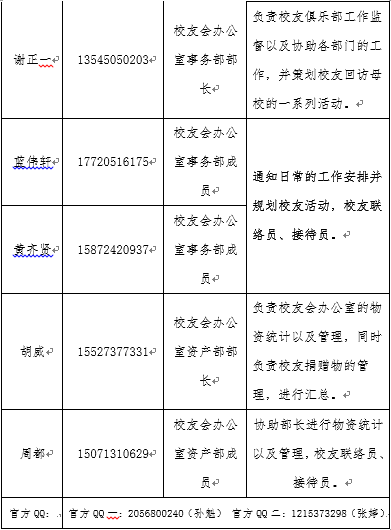 谢正一
13545050203
校友会办公
室事务部部
长
负责校友俱乐部工作监
督以及协助各部门的工
作，并策划校友回访母
校的一系列活动。
蓝伟轩
17720516175
校友会办公
室事务部成
员
通知日常的工作安排并
规划校友活动，校友联
络员、接待员。
黄齐贤
15872420937
校友会办公
室事务部成
员
胡威
15527377331
校友会办公
室资产部部
长
负责校友会办公室的物
资统计以及管理，同时
负责校友捐赠物的管
理，进行汇总。
周都
15071310629
校友会办公
室资产部成
员
协助部长进行物资统计
以及管理，校友联络员、
接待员。
官方QQ： 官方QQ一：2056800240（孙魁） 官方QQ二：1215373298（张婷）